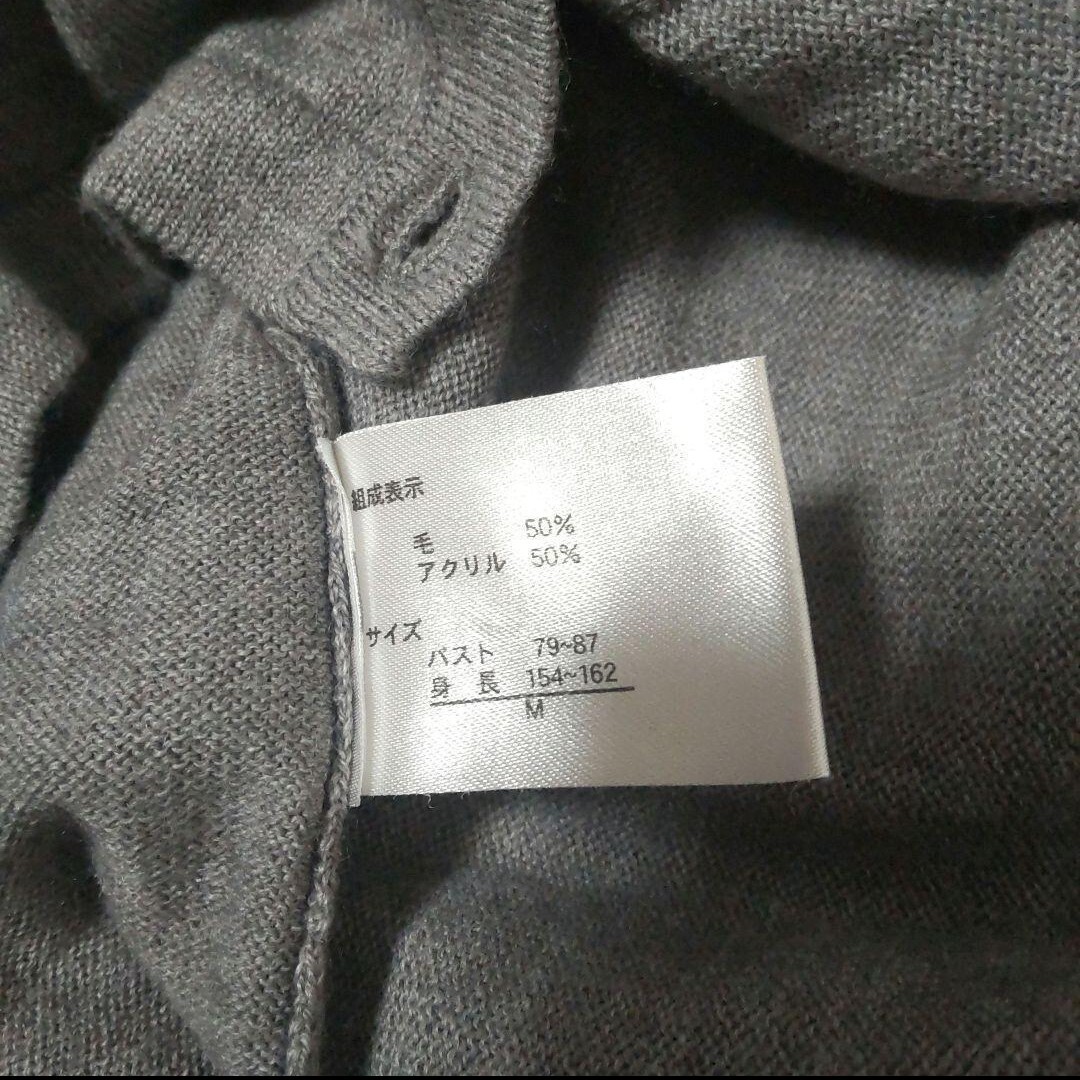 組成表示
毛 50%
アクリル 50%
サイズ
バスト 79~87
身長 154~162
M